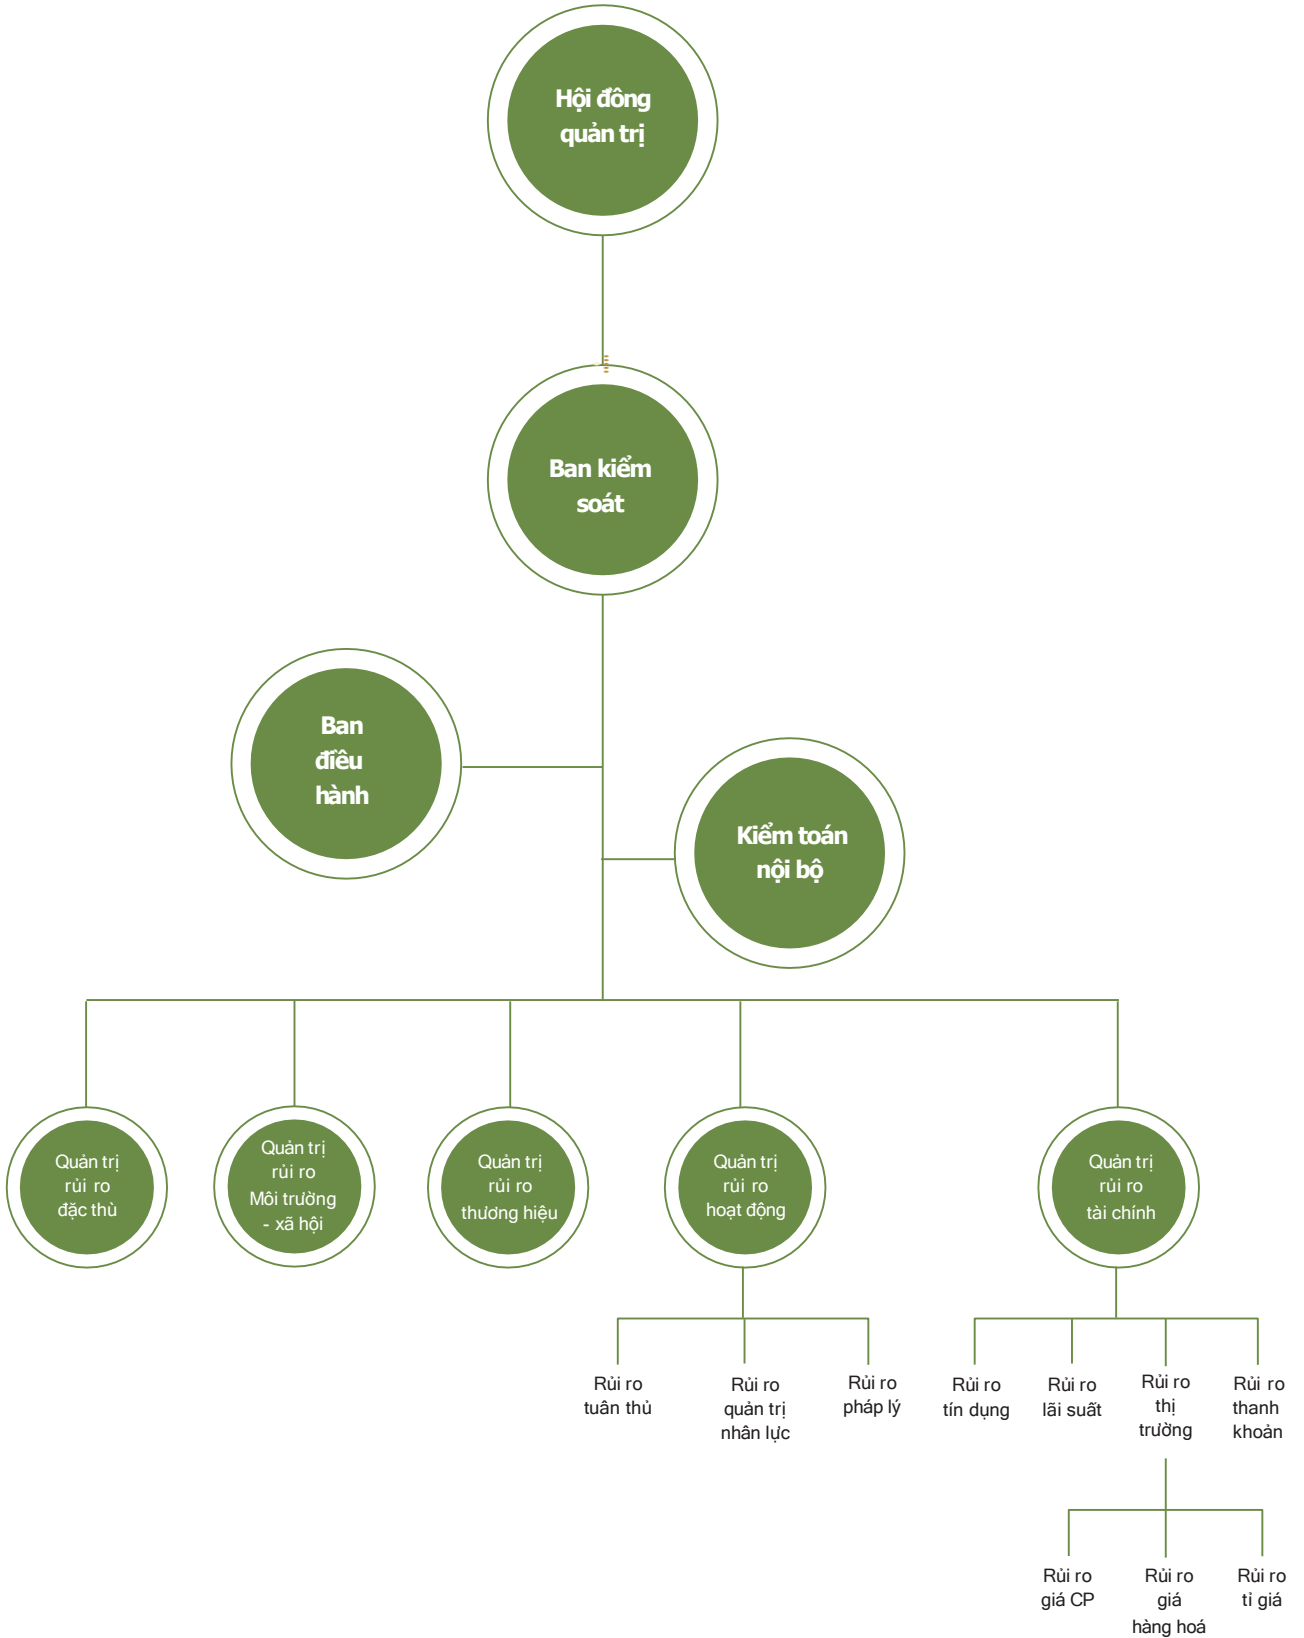 Hội đông
quản trị
Ban kiểm
soát
Ban
điều
hành
Kiểm toán
nội bộ
Quản trị
rủi ro
đặc thù
Quản trị
rủi ro
Môi trường
- xã hội
Quản trị
rủi ro
thương hiệu
Quản trị
rủi ro
hoạt động
Quản trị
rủi ro
tài chính
Rủi ro
tuân thủ
Rủi ro
quản trị
nhân lực
Rủi ro
pháp lý
Rủi ro
tín dụng
Rủi ro
lãi suất
Rủi ro
thị
trường
Rủi ro
thanh
khoản
Rủi ro
giá CP
Rủi ro
giá
hàng hoá
Rủi ro
tỉ giá